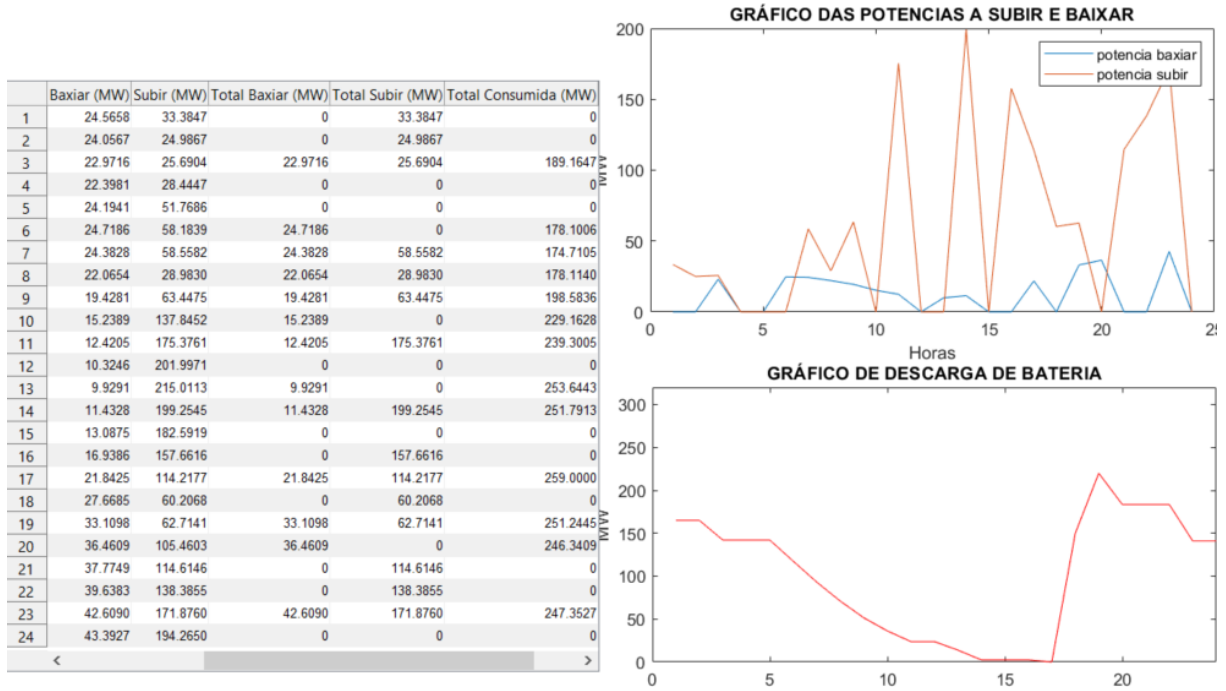 GRÁFICO DAS POTENCIAS A SUBIR E BAIXAR
200
150
100
50
0
MW
potencia baxiar
potencia subir
0 5 10 15 20 25
Horas
Baxiar (MW) Subir (MW) Total Baxiar (MW) Total Subir (MW) Total Consumida (MW)
1 24.5658 33.3847 0 33.3847 0
2 24.0567 24.9867 0 24.9867 0
3 22.9716 25.6904 22.9716 25.6904 189.1647
4 22.3981 28.4447 0 0 0
5 24.1941 51.7686 0 0 0
6 24.7186 58.1839 24.7186 0 178.1006
7 24.3828 58.5582 24.3828 58.5582 174.7105
8 22.0654 28.9830 22.0654 28.9830 178.1140
9 19.4281 63.4475 19.4281 63.4475 198.5836
10 15.2389 137.8452 15.2389 0 229.1628
11 12.4205 175.3761 12.4205 175.3761 239.3005
12 10.3246 201.9971 0 0 0
13 9.9291 215.0113 9.9291 0 253.6443
14 11.4328 199.2545 11.4328 199.2545 251.7913
15 13.0875 182.5919 0 0 0
16 16.9386 157.6616 0 157.6616 0
17 21.8425 114.2177 21.8425 114.2177 259.0000
18 27.6685 60.2068 0 60.2068 0
19 33.1098 62.7141 33.1098 62.7141 251.2445
20 36.4609 105.4603 36.4609 0 246.3409
21 37.7749 114.6146 0 114.6146 0
22 39.6383 138.3855 0 138.3855 0
23 42.6090 171.8760 42.6090 171.8760 247.3527
24 43.3927 194.2650 0 0 0
GRÁFICO DE DESCARGA DE BATERIA
300
250
200
150
100
50
0
MW
0 5 10 15 20